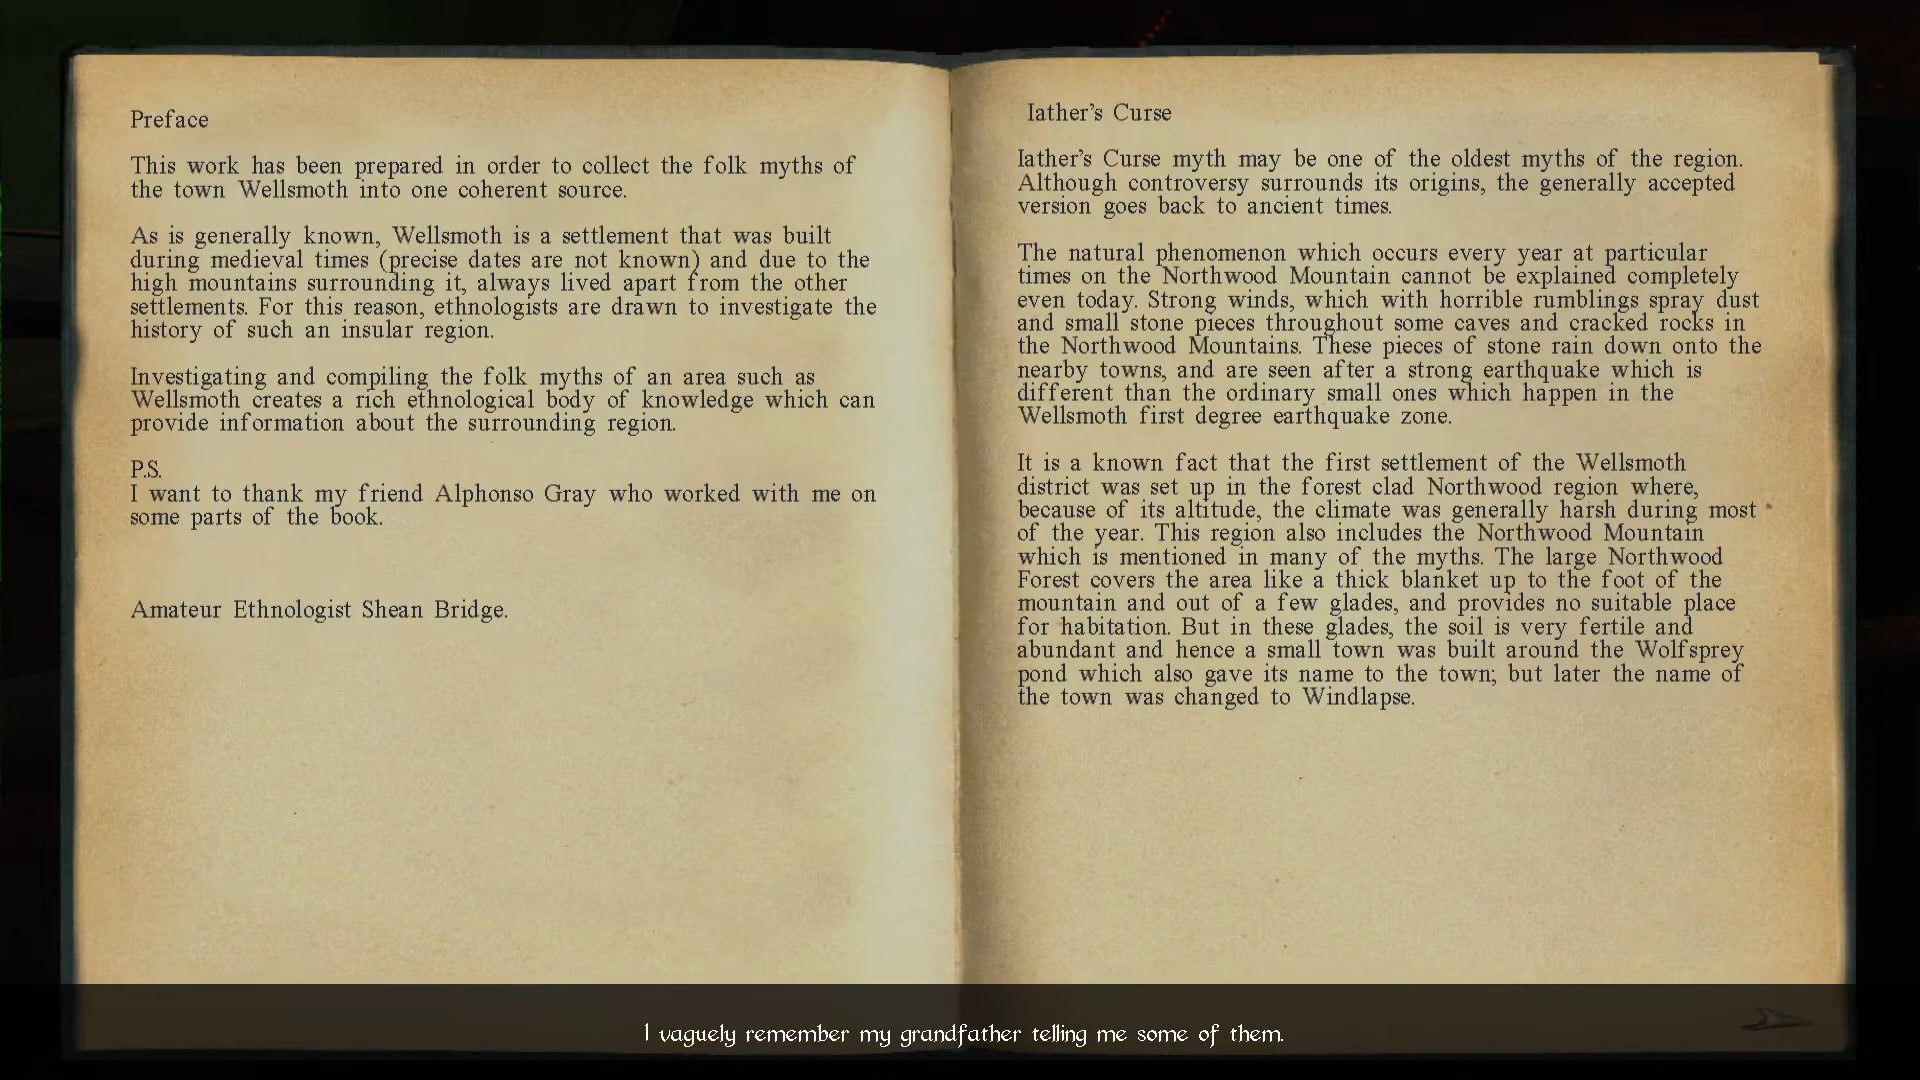 Preface
This work has been prepared in order to collect the folk myths of
the town Wellsmoth into one coherent source.
As is generally known, Wellsmoth is a settlement that was built
during medieval times (precise dates are not known) and due to the
high mountains surrounding it, always lived apart from the other
settlements. For this reason, ethnologists are drawn to investigate the
history of such an insular region.
Investigating and compiling the folk myths of an area such as
Wellsmoth creates a rich ethnological body of knowledge which can
provide information about the surrounding region.
P.S.
I want to thank my friend Alphonso Gray who worked with me on
some parts of the book.
Amateur Ethnologist Shean Bridge.
Iather's Curse
Iather's Curse myth may be one of the oldest myths of the region.
Although controversy surrounds its origins, the generally accepted
version goes back to ancient times.
The natural phenomenon which occurs every year at particular
times on the Northwood Mountain cannot be explained completely
even today. Strong winds, which with horrible rumblings spray dust
and small stone pieces throughout some caves and cracked rocks in
the Northwood Mountains. These pieces of stone rain down onto the
nearby towns, and are seen after a strong earthquake which is
different than the ordinary small ones which happen in the
Wellsmoth first degree earthquake zone.
It is a known fact that the first settlement of the Wellsmoth
district was set up in the forest clad Northwood region where,
because of its altitude, the climate was generally harsh during most
of the year. This region also includes the Northwood Mountain
which is mentioned in many of the myths. The large Northwood
Forest covers the area like a thick blanket up to the foot of the
mountain and out of a few glades, and provides no suitable place
for habitation. But in these glades, the soil is very fertile and
abundant and hence a small town was built around the Wolfsprey
pond which also gave its name to the town; but later the name of
the town was changed to Windlapse.
I vaguely remember my grandfather telling me some of them.